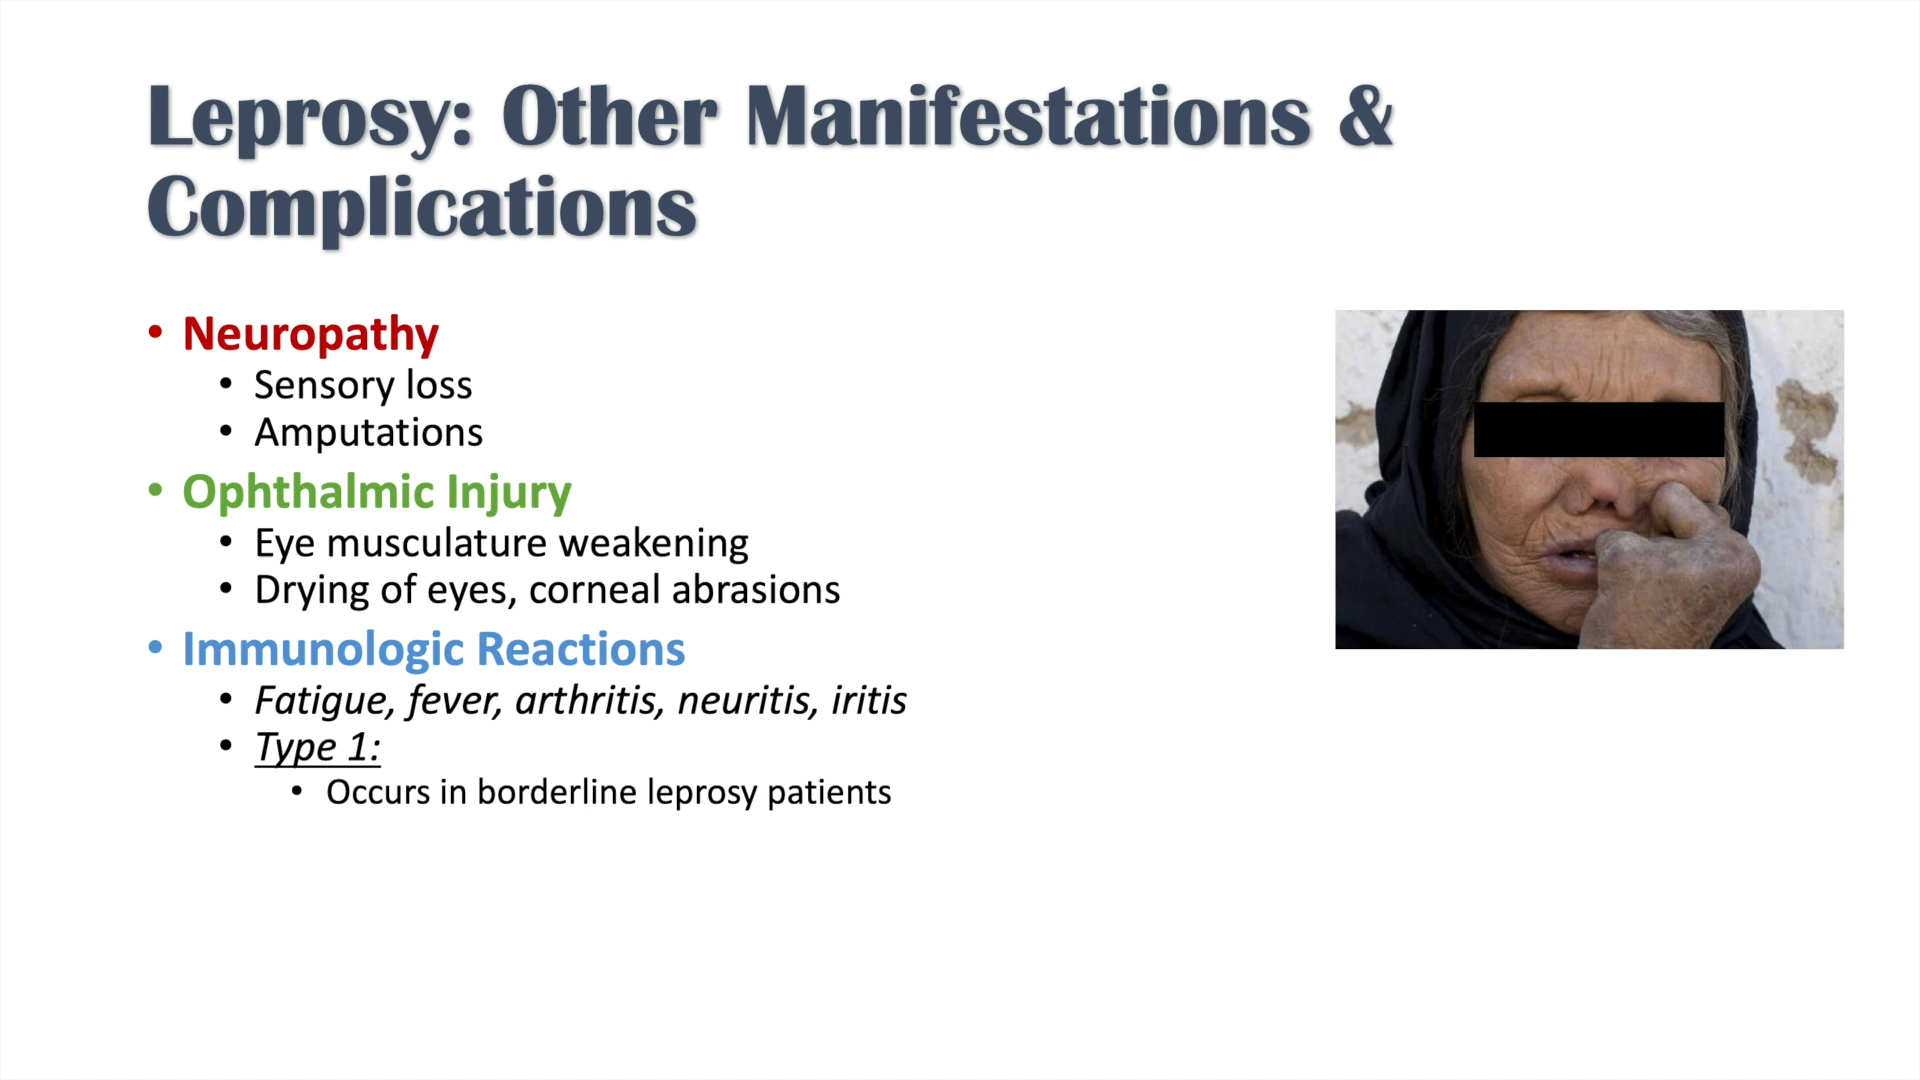 Leprosy: Other Manifestations &
Complications
• Neuropathy
• Sensory loss
• Amputations
• Ophthalmic Injury
• Eye musculature weakening
• Drying of eyes, corneal abrasions
• Immunologic Reactions
• Fatigue, fever, arthritis, neuritis, iritis
• Type 1:
• Occurs in borderline leprosy patients